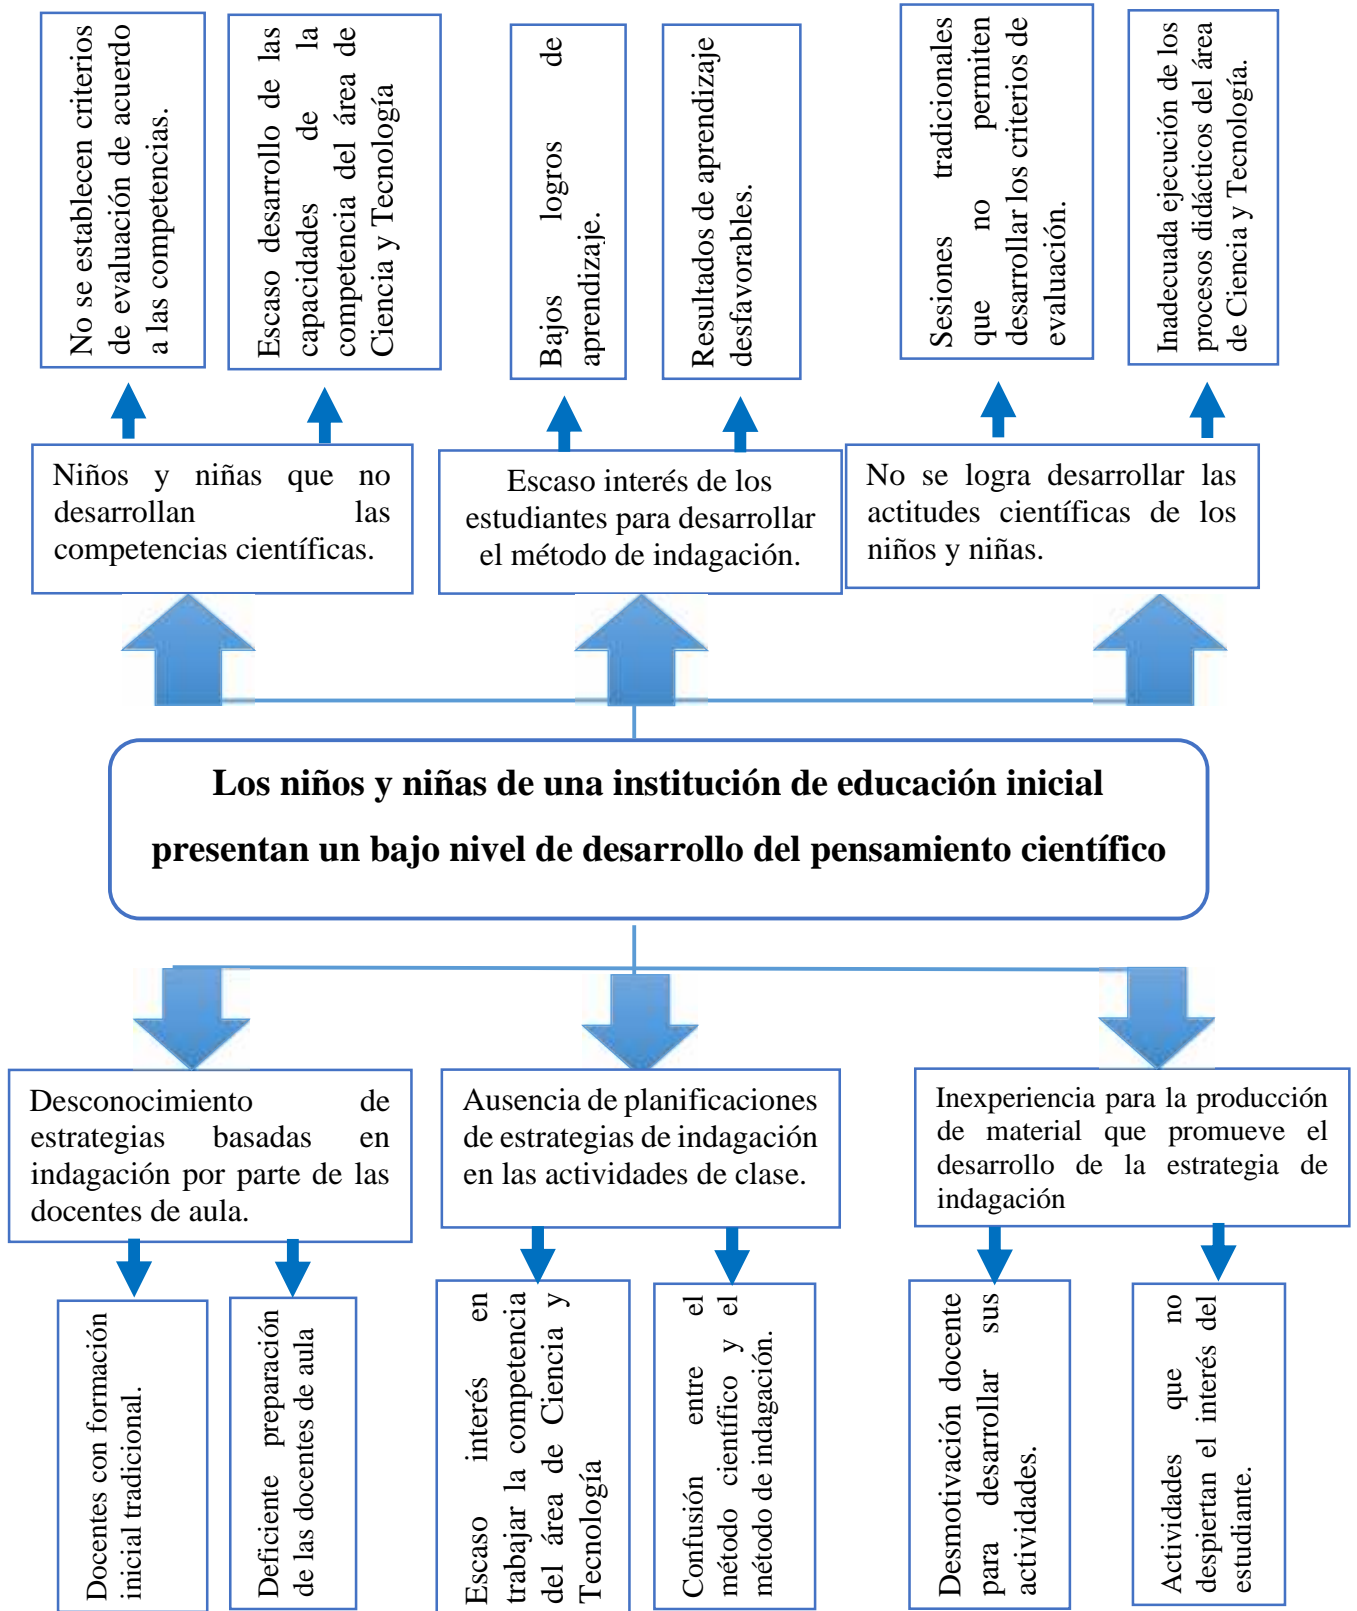 No se establecen criterios
de evaluación de acuerdo
a las competencias.
Escaso desarrollo de las
capacidades de la
competencia del área de
Ciencia y Tecnología
Bajos logros de
aprendizaje.
Resultados de aprendizaje
desfavorables.
Sesiones tradicionales
que no permiten
desarrollar los criterios de
evaluación.
Inadecuada ejecución de los
procesos didácticos del área
de Ciencia y Tecnología.
Niños y niñas que no
desarrollan las
competencias científicas.
Escaso interés de los
estudiantes para desarrollar
el método de indagación.
No se logra desarrollar las
actitudes científicas de los
niños y niñas.
Los niños y niñas de una institución de educación inicial
presentan un bajo nivel de desarrollo del pensamiento científico
Desconocimiento de
estrategias basadas en
indagación por parte de las
docentes de aula.
Ausencia de planificaciones
de estrategias de indagación
en las actividades de clase.
Inexperiencia para la producción
de material que promueve el
desarrollo de la estrategia de
indagación
Docentes con formación
inicial tradicional.
Deficiente preparación
de las docentes de aula
Escaso interés en
trabajar la competencia
del área de Ciencia y
Tecnología
Confusión entre el
método científico y el
método de indagación.
Desmotivación docente
para desarrollar sus
actividades.
Actividades que no
despiertan el interés del
estudiante.